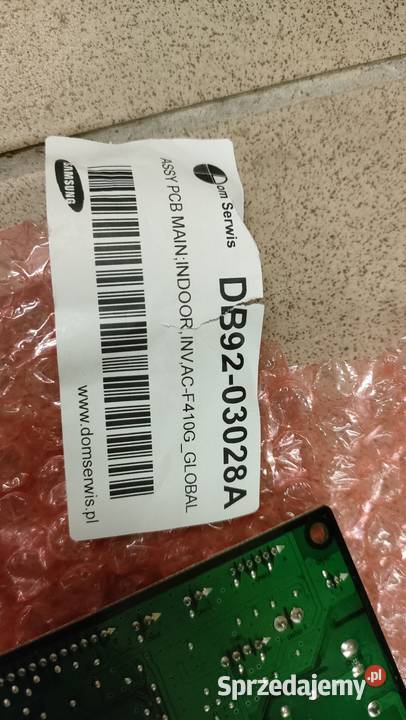 Dom Serwis
DB92-03028A
ASSY PCB MAIN;INDOOR,INV,AC-F410G_GLOBAL
SAMSUNG
www.domserwis.pl
Sprzedajemy.pl